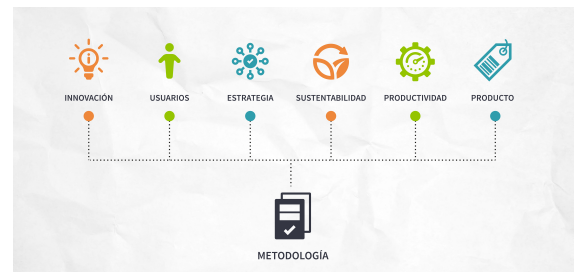 INNOVACIÓN
USUARIOS
ESTRATEGIA
SUSTENTABILIDAD
PRODUCTIVIDAD
PRODUCTO
METODOLOGÍA